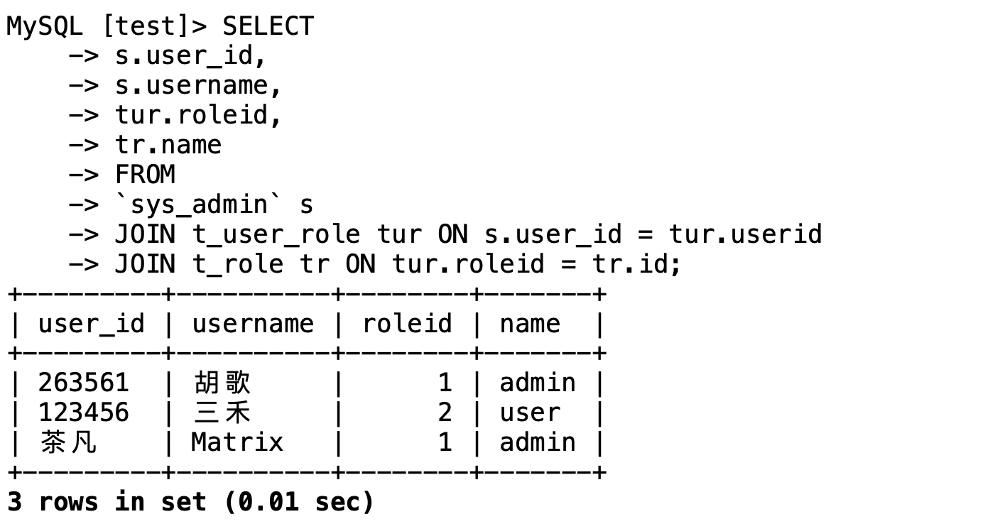 MySQL [test]> SELECT
    -> s.user_id,
    -> s.username,
    -> tur.roleid,
    -> tr.name
    -> FROM
    -> `sys_admin` s
    -> JOIN t_user_role tur ON s.user_id = tur.userid
    -> JOIN t_role tr ON tur.roleid = tr.id;
+---------+----------+--------+-------+
| user_id | username | roleid | name  |
+---------+----------+--------+-------+
| 263561  | 胡歌     |      1 | admin |
| 123456  | 三禾     |      2 | user  |
| 茶凡    | Matrix   |      1 | admin |
+---------+----------+--------+-------+
3 rows in set (0.01 sec)